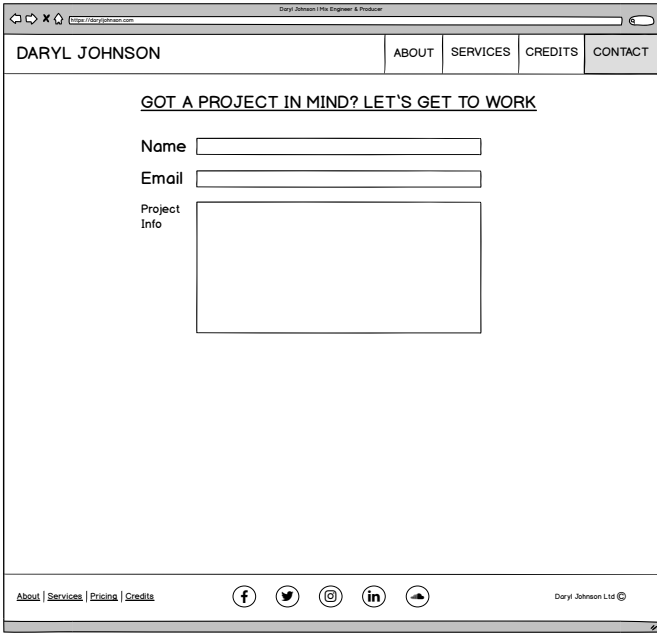 Daryl Johnson | Mix Engineer & Producer
https://daryljohnson.com
DARYL JOHNSON
ABOUT
SERVICES
CREDITS
CONTACT
GOT A PROJECT IN MIND? LET`S GET TO WORK
Name
Email
Project
Info
About | Services | Pricing | Credits
Daryl Johnson Ltd ©